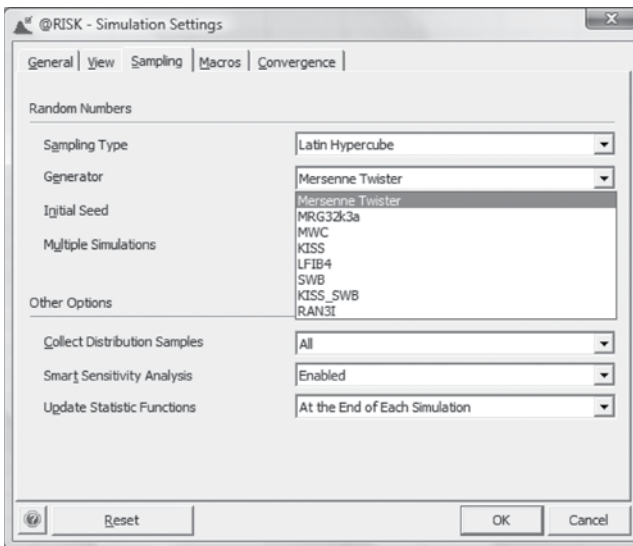 @RISK - Simulation Settings
General View Sampling Macros Convergence
Random Numbers
Sampling Type Latin Hypercube
Generator Mersenne Twister
Mersenne Twister
Initial Seed
MRG32k3a
MWC
Multiple Simulations
KISS
LFIB4
SWB
KISS_SWB
Other Options
RAN3I
Collect Distribution Samples All
Smart Sensitivity Analysis Enabled
Update Statistic Functions At the End of Each Simulation
Reset OK Cancel